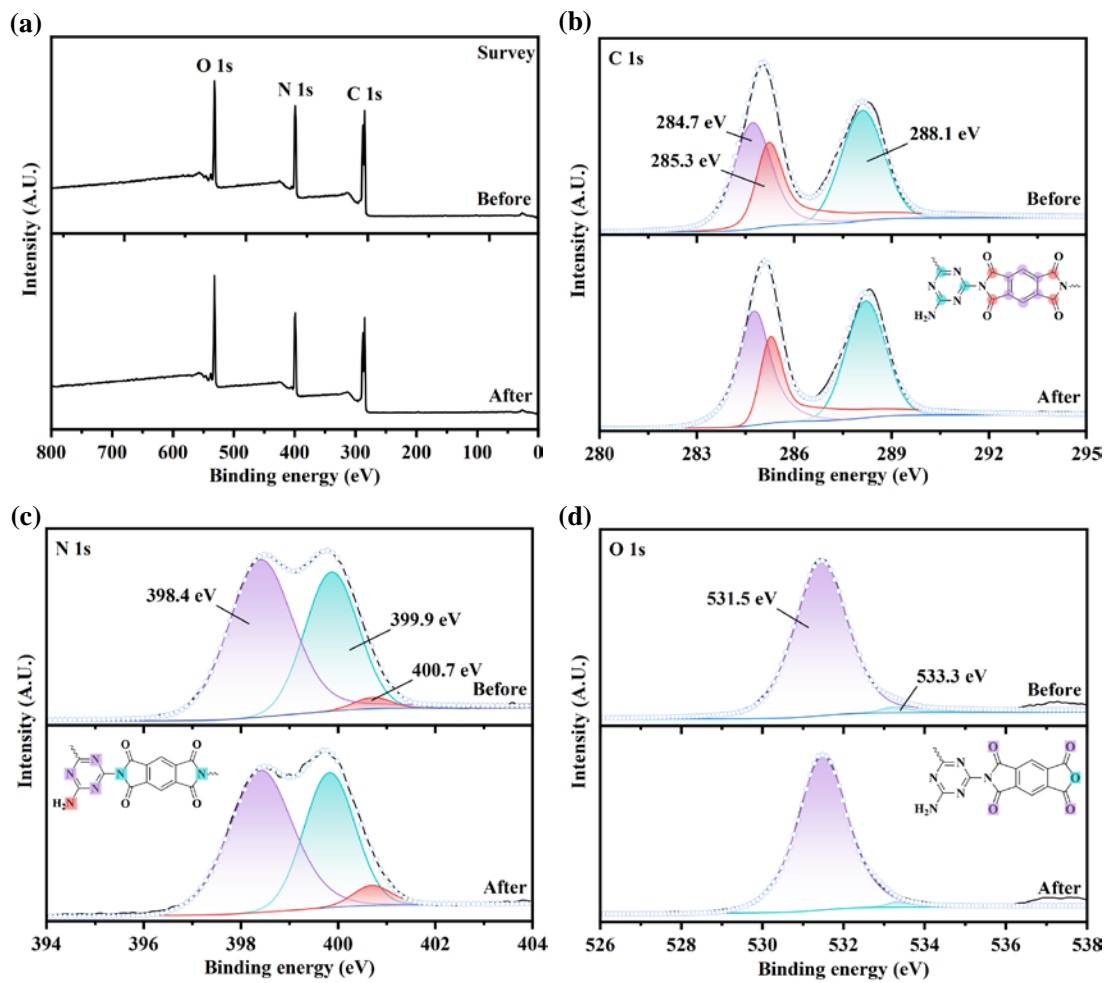 (a)
Survey
O 1s
N 1s
C 1s
Before
After
Intensity (A.U.)
800 700 600 500 400 300 200 100 0
Binding energy (eV)
(b)
C 1s
284.7 eV
285.3 eV
288.1 eV
Before
O O
N N N N N
H₂N
O O
After
Intensity (A.U.)
280 283 286 289 292 295
Binding energy (eV)
(c)
N 1s
398.4 eV
399.9 eV
400.7 eV
Before
O O
N N N N N
H₂N
O O
After
Intensity (A.U.)
394 396 398 400 402 404
Binding energy (eV)
(d)
O 1s
531.5 eV
533.3 eV
Before
O O
N N N N O
NH₂
O O
After
Intensity (A.U.)
526 528 530 532 534 536 538
Binding energy (eV)